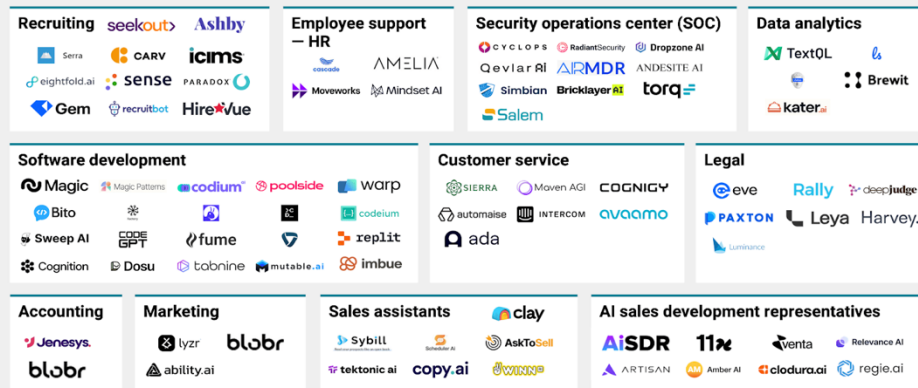 Recruiting
seekout
Ashby
Serra
CARV
iCIMS
eightfold.ai
sense
PARADOX
Gem
recruitbot
HireVue
Employee support
— HR
cascade
AMELIA
Moveworks
Mindset AI
Security operations center (SOC)
CYCLOPS
RadiantSecurity
Dropzone AI
Qevlar AI
AIRMDR
ANDESITE AI
Simbian
Bricklayer AI
torq
Salem
Data analytics
TextQL
ls
Brewit
kater.ai
Software development
Magic
Magic Patterns
codium
poolside
warp
Bito
codeium
Sweep AI
CODE
GPT
fume
replit
Cognition
Dosu
tabnine
mutable.ai
imbue
Customer service
SIERRA
Maven AGI
COGNIGY
automaise
INTERCOM
avaamo
ada
Legal
eve
Rally
deepjudge
PAXTON
Leya
Harvey.
Luminance
Accounting
Jenesys.
blobr
Marketing
lyzr
blobr
ability.ai
Sales assistants
clay
Sybill
Scheduler AI
AskToSell
tektonic ai
copy.ai
WINN
AI sales development representatives
AiSDR
11x
venta
Relevance AI
ARTISAN
AM
Amber AI
clodura.ai
regie.ai